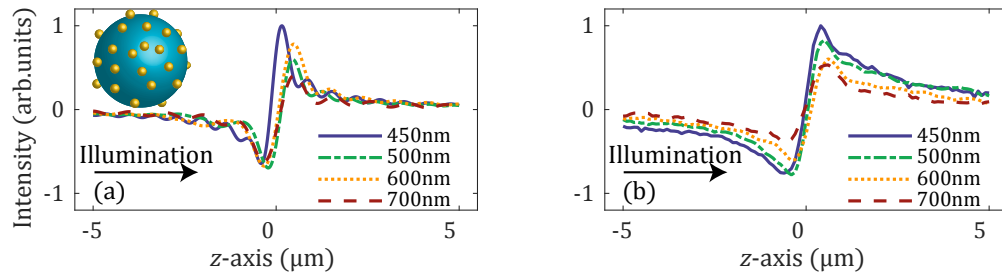 Intensity (arb.units)
1
0
-1
Illumination
(a)
450nm
500nm
600nm
700nm
-5
0
5
z-axis (μm)
1
0
-1
Illumination
(b)
450nm
500nm
600nm
700nm
-5
0
5
z-axis (μm)